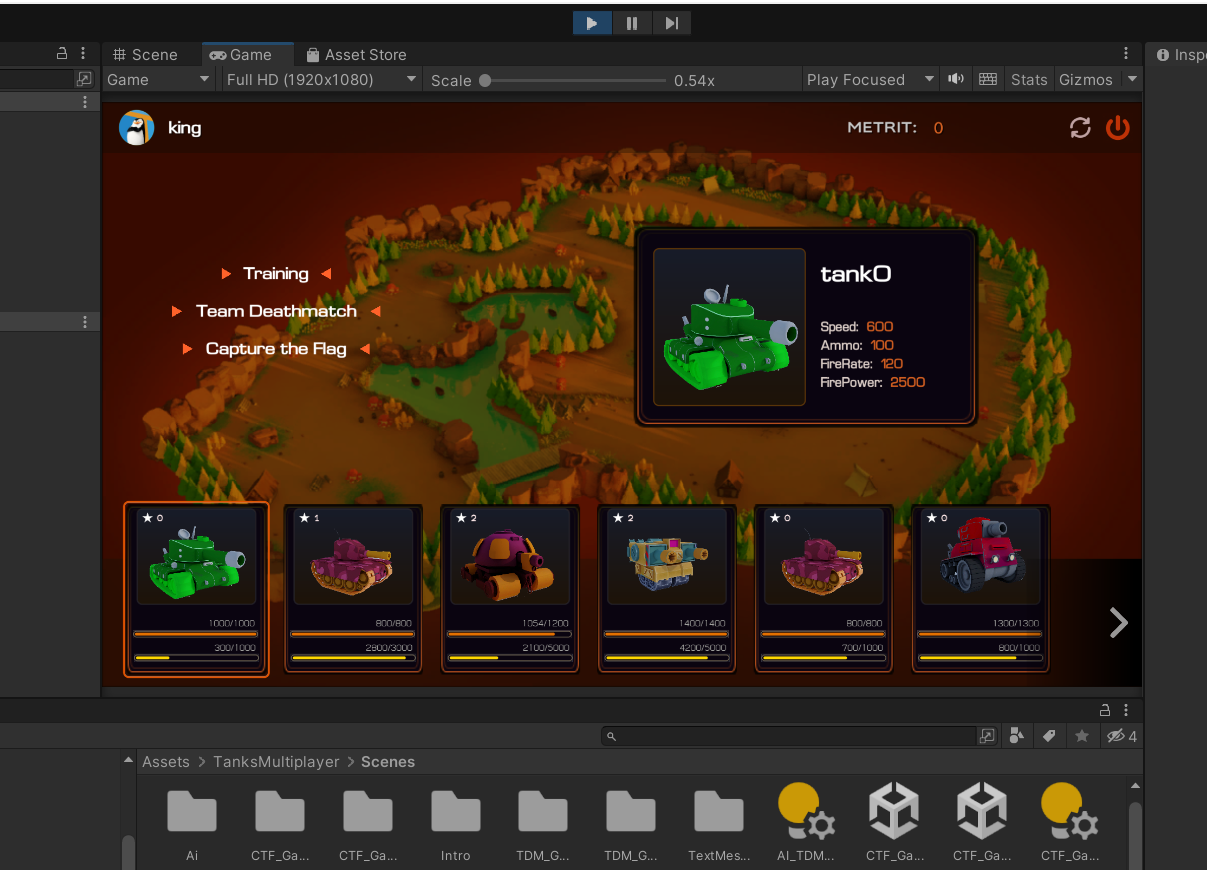 Scene Game Asset Store Inspe
Game Full HD (1920x1080) Scale 0.54x Play Focused Stats Gizmos
king METRIT: 0
Training
Team Deathmatch
Capture the Flag
tank0
Speed: 600
Ammo: 100
FireRate: 120
FirePower: 2500
0 1 2 2 0 0
1000/1000 800/800 1054/1200 1400/1400 800/800 1300/1300
300/1000 2800/3000 2100/5000 4200/5000 700/1000 800/1000
4
Assets > TanksMultiplayer > Scenes
Ai CTF_Ga... CTF_Ga... Intro TDM_G... TDM_G... TextMes... AI_TDM... CTF_Ga... CTF_Ga... CTF_Ga...